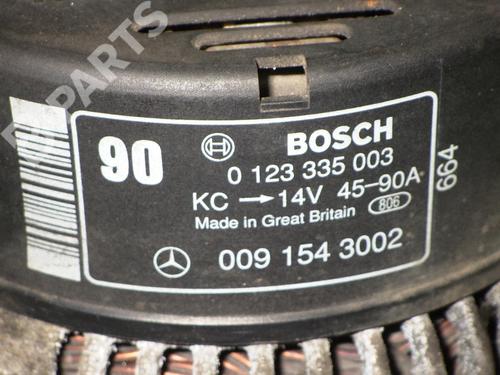 90
BOSCH
0 123 335 003
KC → 14V 45-90A
Made in Great Britain 806
009 154 3002
664
PARTS